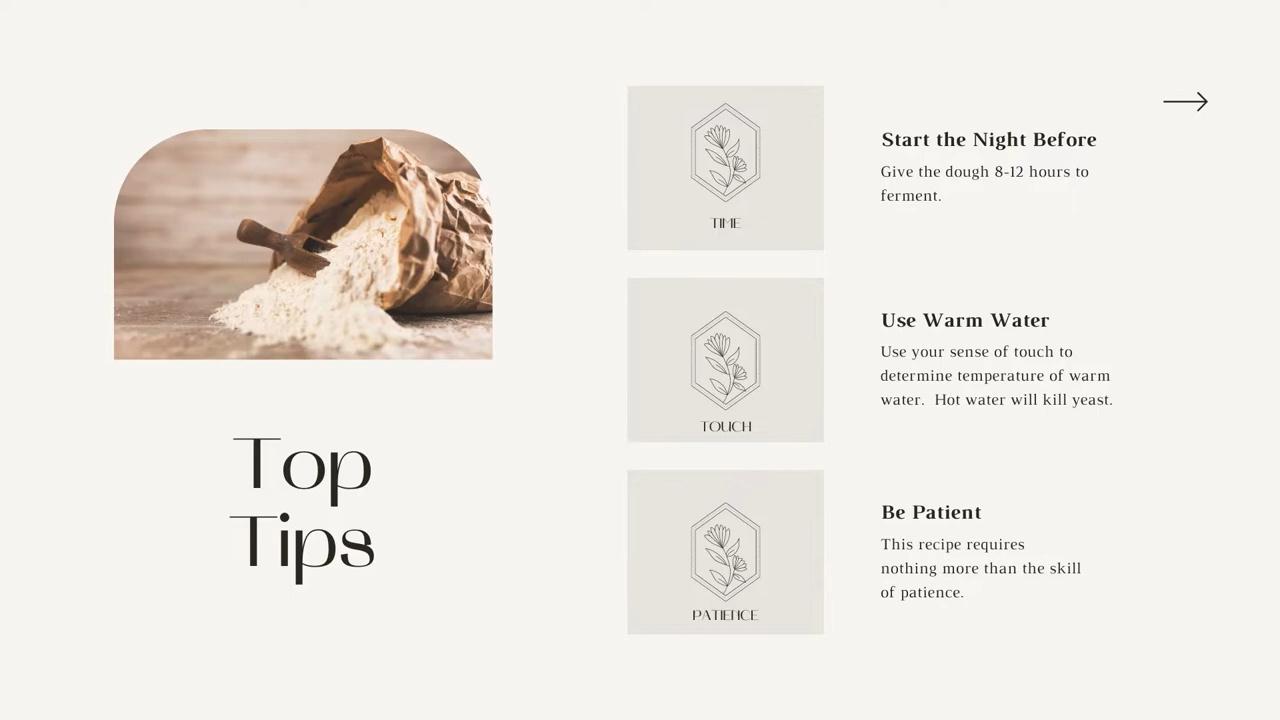 Top
Tips
TIME
Start the Night Before
Give the dough 8-12 hours to
ferment.
TOUCH
Use Warm Water
Use your sense of touch to
determine temperature of warm
water.  Hot water will kill yeast.
PATIENCE
Be Patient
This recipe requires
nothing more than the skill
of patience.